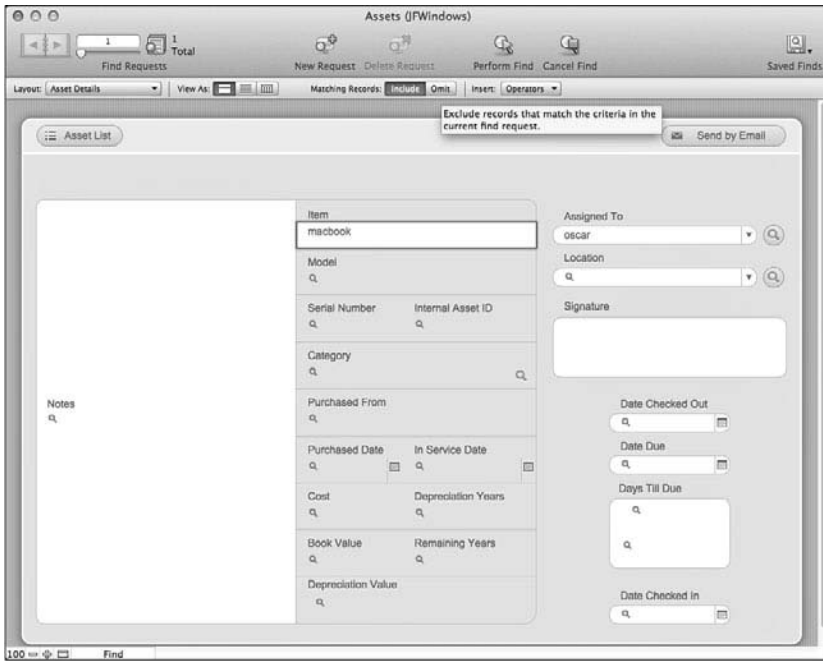 Assets (JFWindows)
1
1
Total
Find Requests
New Request
Delete Request
Perform Find
Cancel Find
Saved Finds
Layout: Asset Details
View As:
Matching Records: Include Omit
Insert: Operators
Exclude records that match the criteria in the
current find request.
Asset List
Send by Email
Item
macbook
Assigned To
oscar
Model
Location
Serial Number
Internal Asset ID
Signature
Category
Notes
Purchased From
Date Checked Out
Purchased Date
In Service Date
Date Due
Cost
Depreciation Years
Days Till Due
Book Value
Remaining Years
Depreciation Value
Date Checked In
100
Find